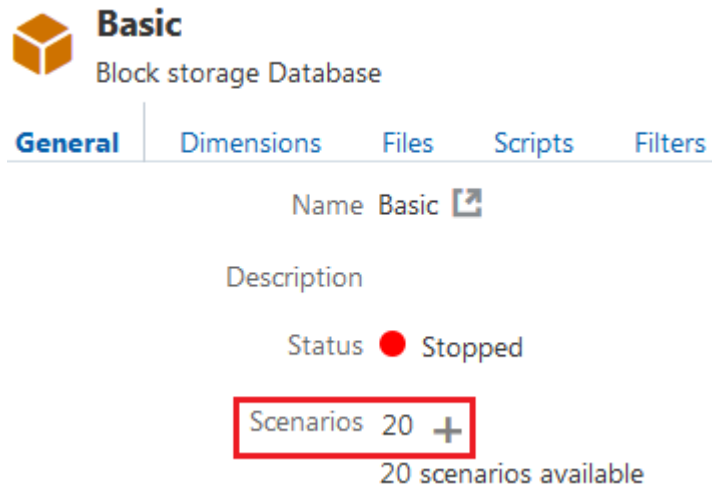 Basic
Block storage Database
General Dimensions Files Scripts Filters
Name Basic
Description
Status Stopped
Scenarios 20 +
20 scenarios available